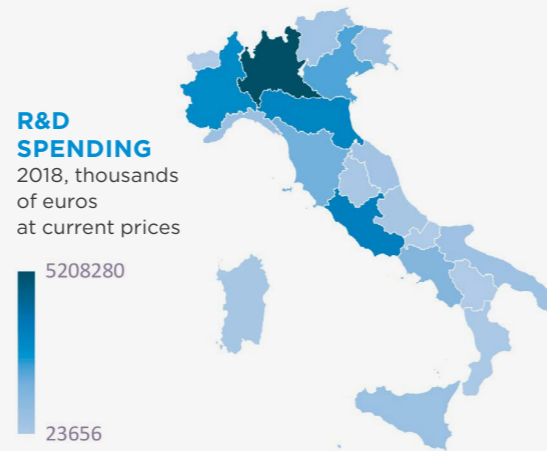 R&D
SPENDING
2018, thousands
of euros
at current prices
5208280
23656